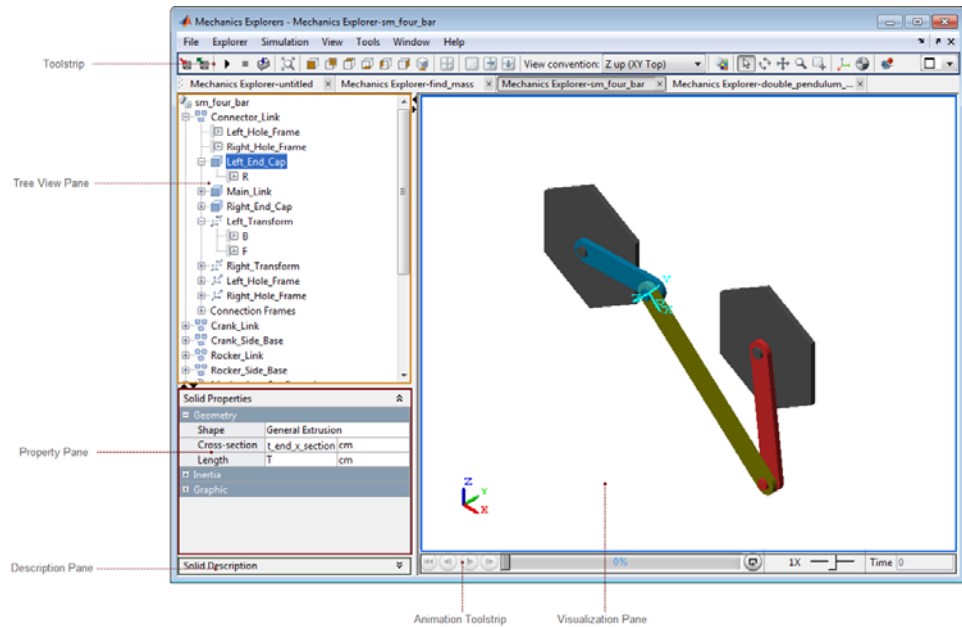 Mechanics Explorers - Mechanics Explorer-sm_four_bar
File Explorer Simulation View Tools Window Help
Toolstrip
View convention: Z up (XY Top)
Mechanics Explorer-untitled × Mechanics Explorer-find_mass × Mechanics Explorer-sm_four_bar × Mechanics Explorer-double_pendulum_... ×
sm_four_bar
Connector_Link
Left_Hole_Frame
Right_Hole_Frame
Left_End_Cap
R
Tree View Pane
Main_Link
Right_End_Cap
Left_Transform
B
F
Right_Transform
Left_Hole_Frame
Right_Hole_Frame
Connection Frames
Crank_Link
Crank_Side_Base
Rocker_Link
Rocker_Side_Base
Y
Z
X
Solid Properties
Geometry
Shape General Extrusion
Cross-section t_end_x_section cm
Length T cm
Property Pane
Inertia
Graphic
Z
Y
X
Description Pane
Solid Description
0%
1X
Time 0
Animation Toolstrip
Visualization Pane